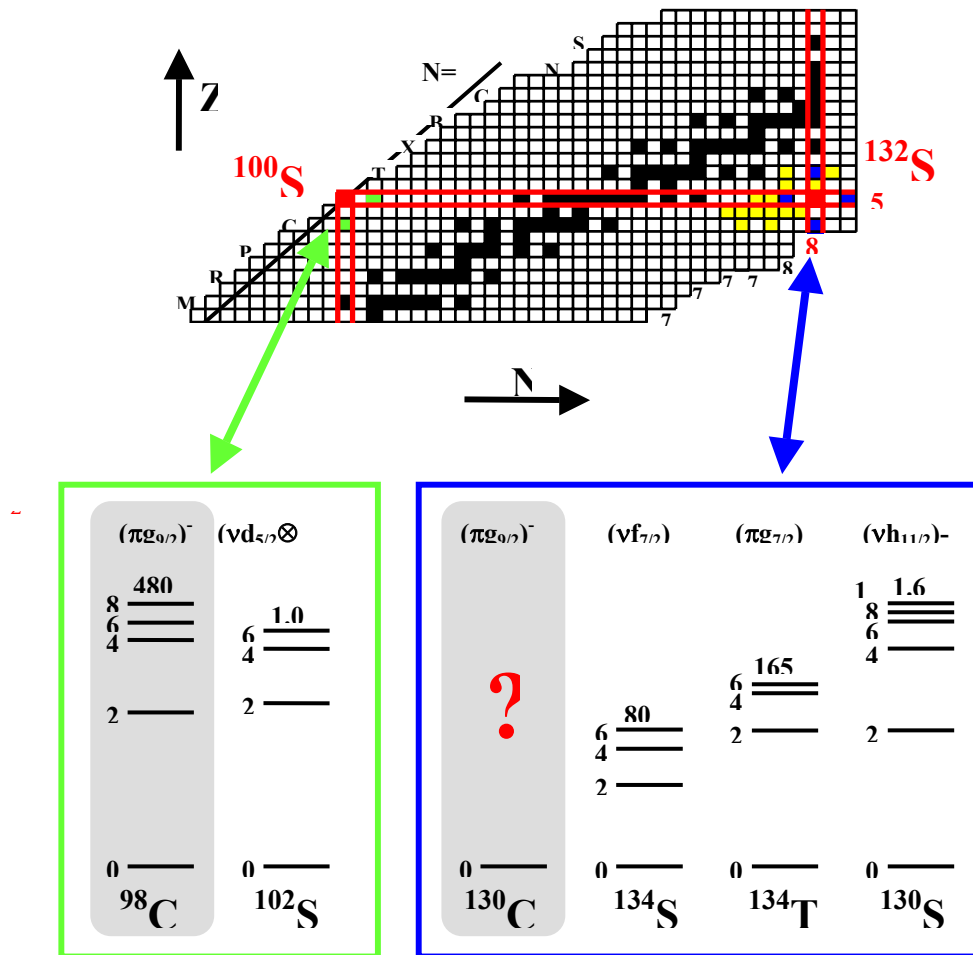 S
N=
N
Z
C
R
X
¹⁰⁰S
T
¹³²S
5
C
P
8
8
R
7 7
7
M
7
N
(πg₉/₂)⁻
(νd₅/₂⊗
(πg₉/₂)⁻
(νf₇/₂)
(πg₇/₂)
(νh₁₁/₂)-
480
8
6
4
2
0
⁹⁸C
1.0
6
4
2
0
¹⁰²S
?
0
¹³⁰C
80
6
4
2
0
¹³⁴S
165
6
4
2
0
¹³⁴T
1.6
1
8
6
4
2
0
¹³⁰S